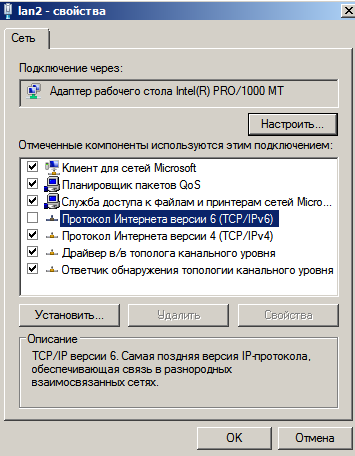 lan2 - свойства
Сеть
Подключение через:
Адаптер рабочего стола Intel(R) PRO/1000 MT
Настроить...
Отмеченные компоненты используются этим подключением:
Клиент для сетей Microsoft
Планировщик пакетов QoS
Служба доступа к файлам и принтерам сетей Micro...
Протокол Интернета версии 6 (TCP/IPv6)
Протокол Интернета версии 4 (TCP/IPv4)
Драйвер в/в тополога канального уровня
Ответчик обнаружения топологии канального уровня
Установить... Удалить Свойства
Описание
TCP/IP версии 6. Самая поздняя версия IP-протокола,
обеспечивающая связь в разнородных
взаимосвязанных сетях.
OK Отмена